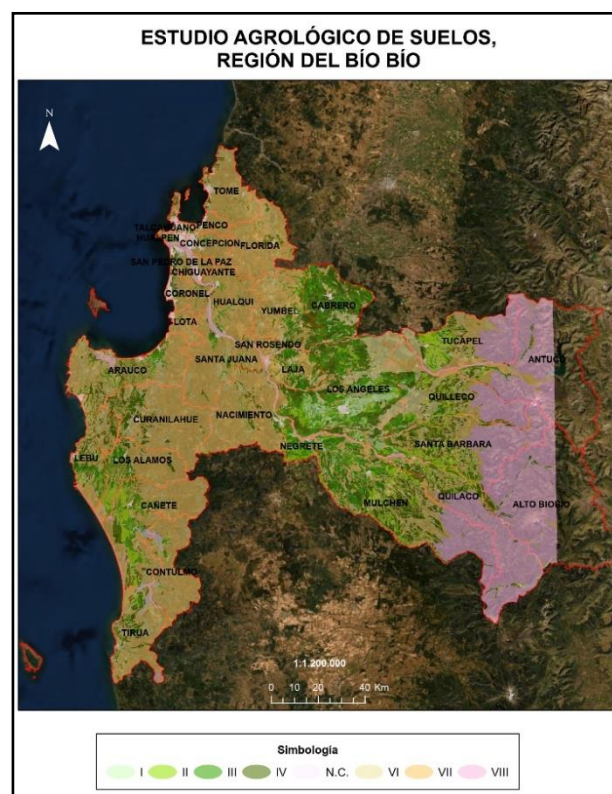 ESTUDIO AGROLÓGICO DE SUELOS,
REGIÓN DEL BÍO BÍO
N
TOME
TALCAHUANO
PENCO
HUALPEN
CONCEPCION
FLORIDA
SAN PEDRO DE LA PAZ
CHIGUAYANTE
CORONEL
HUALQUI
CABRERO
YUMBEL
LOTA
TUCAPEL
SAN ROSENDO
ANTUCO
SANTA JUANA
ARAUCO
LAJA
LOS ANGELES
QUILLECO
CURANILAHUE
NACIMIENTO
NEGRETE
SANTA BARBARA
LEBU
LOS ALAMOS
CAÑETE
MULCHEN
QUILACO
ALTO BIOBIO
CONTULMO
TIRUA
1:1.200.000
0 10 20 40 Km
Simbología
I II III IV N.C. VI VII VIII